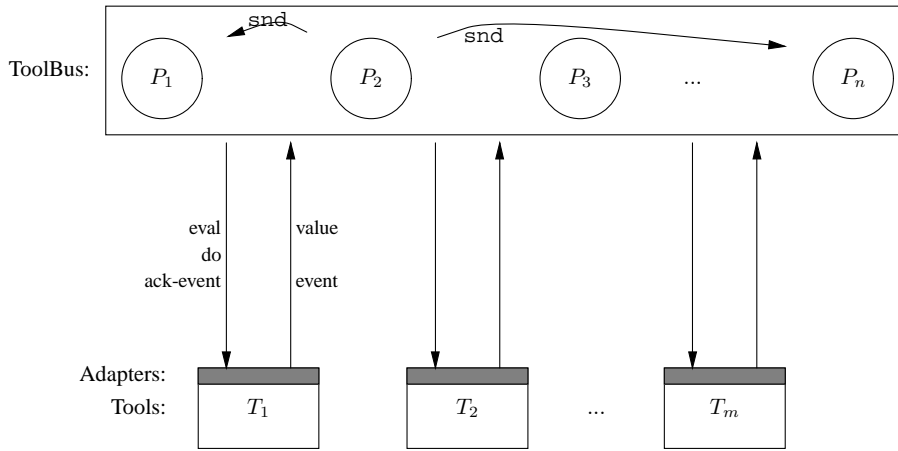 snd
snd
ToolBus: P1 P2 P3 ... Pn
eval value
do
ack-event event
Adapters:
Tools: T1 T2 ... Tm